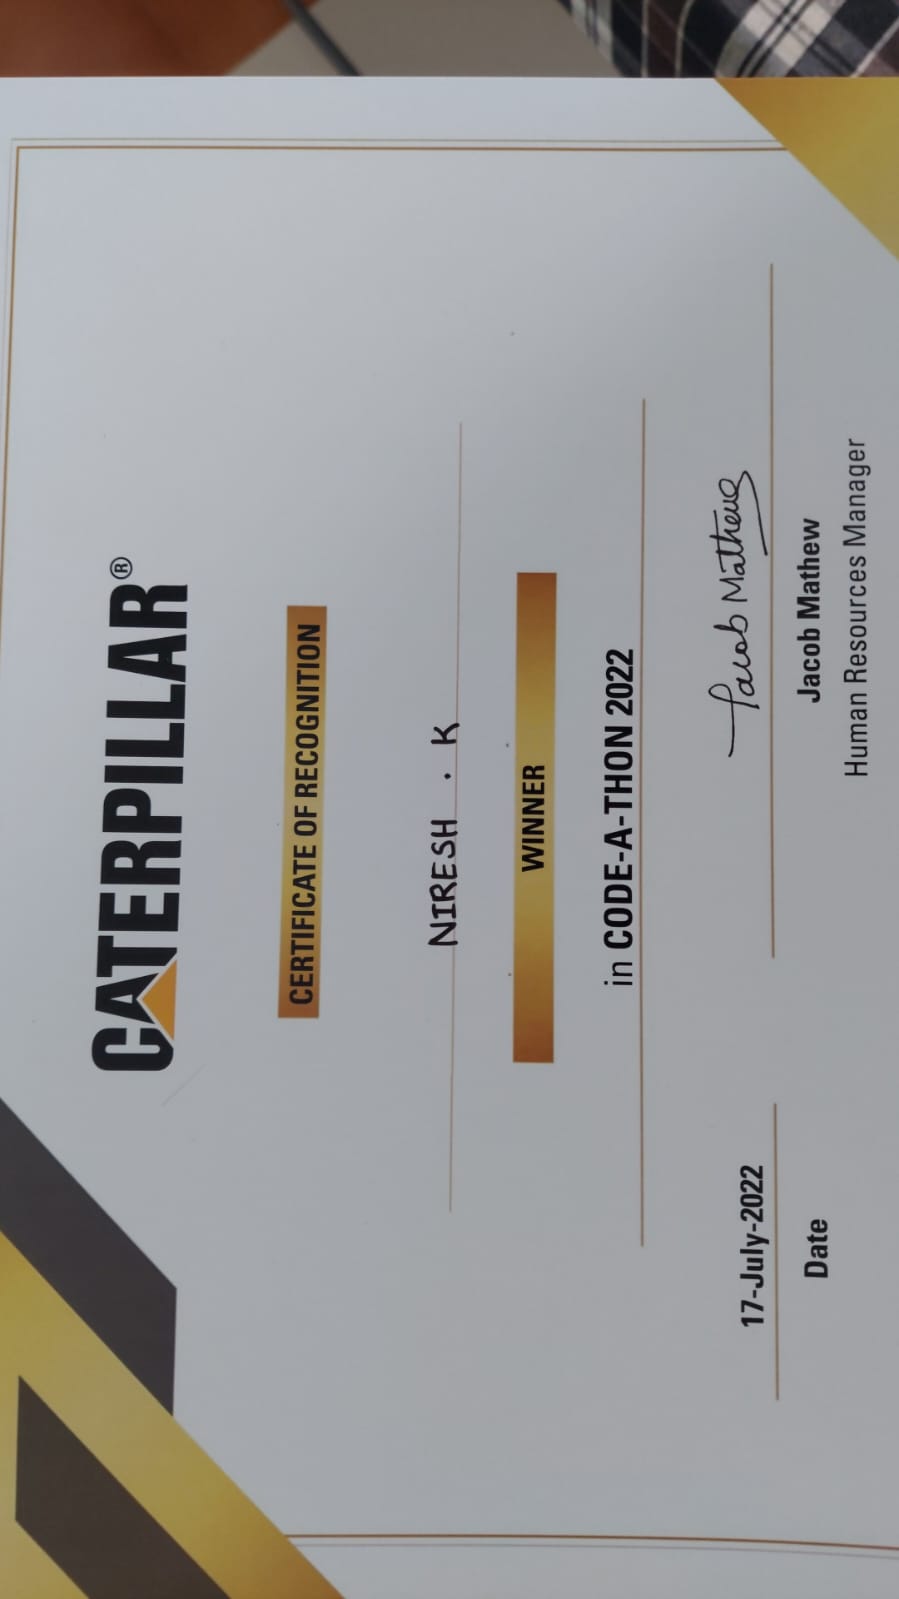 CATERPILLAR®
CERTIFICATE OF RECOGNITION
NIRESH . K
WINNER
in CODE-A-THON 2022
17-July-2022
Date
Jacob Mathew
Jacob Mathew
Human Resources Manager